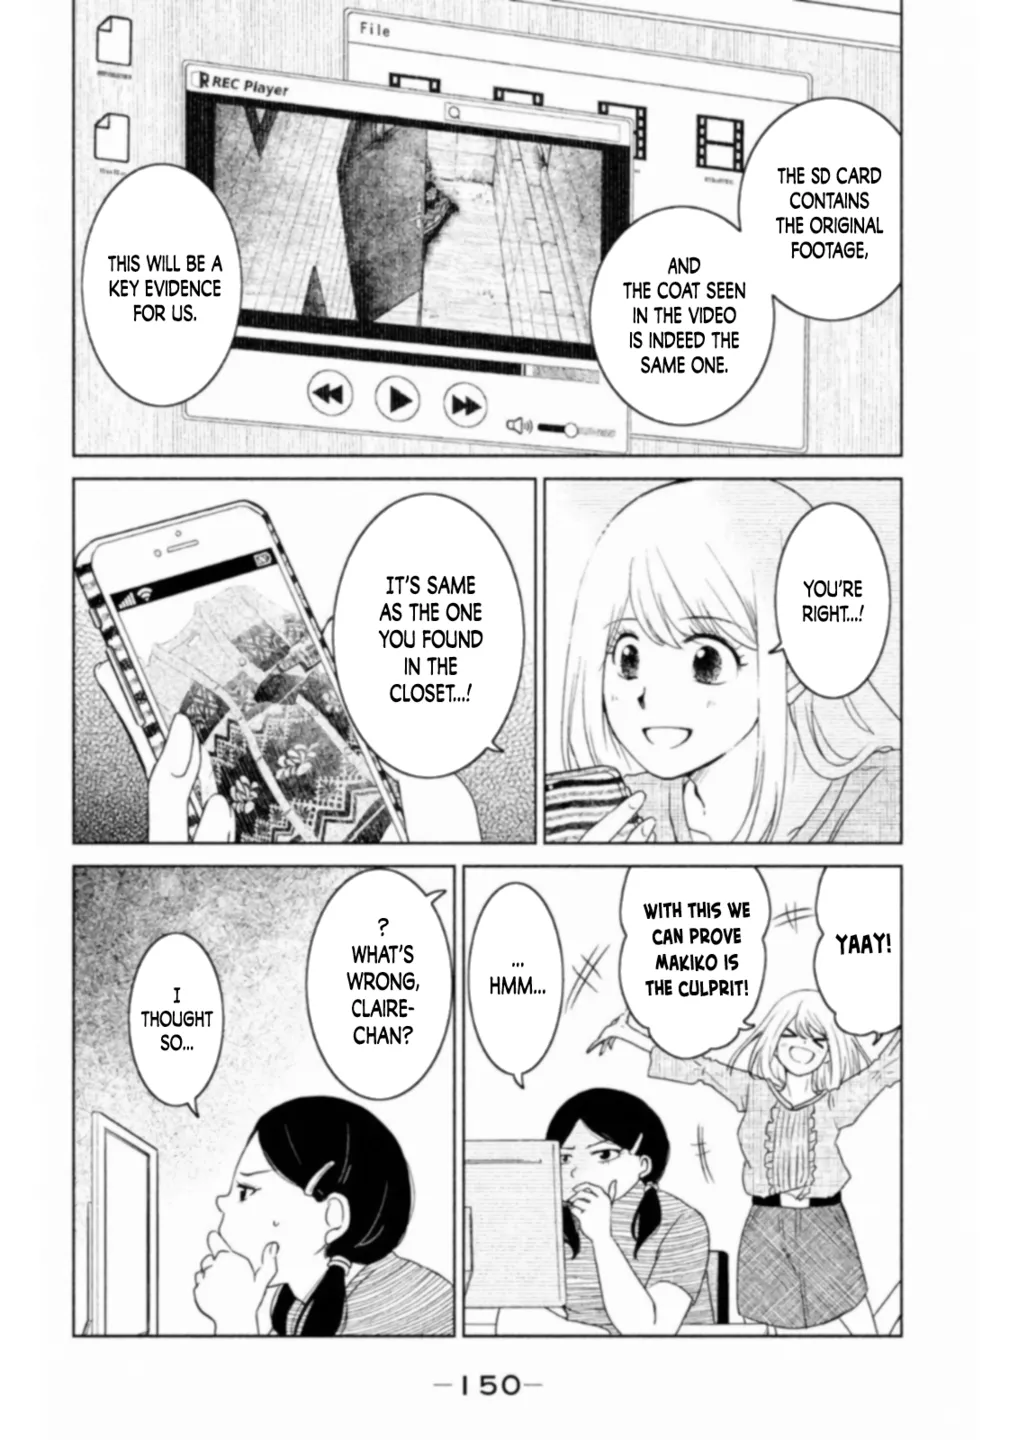 File
REC Player
THE SD CARD
CONTAINS
THE ORIGINAL
FOOTAGE,
AND
THE COAT SEEN
IN THE VIDEO
IS INDEED THE
SAME ONE.
THIS WILL BE A
KEY EVIDENCE
FOR US.
YOU'RE
RIGHT...!
IT'S SAME
AS THE ONE
YOU FOUND
IN THE
CLOSET...!
YAAY!
WITH THIS WE
CAN PROVE
MAKIKO IS
THE CULPRIT!
...
HMM...
?
WHAT'S
WRONG,
CLAIRE-
CHAN?
I
THOUGHT
SO...
—150—